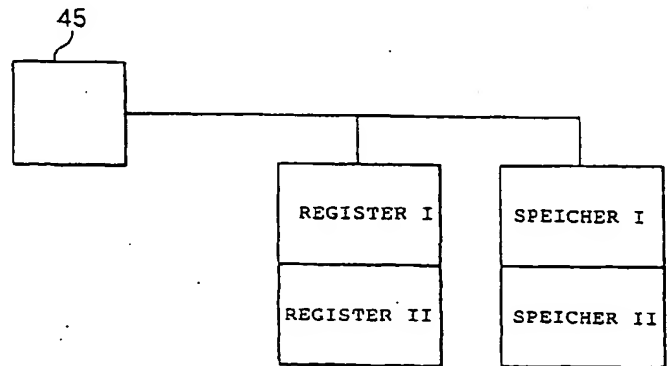 45
REGISTER I
SPEICHER I
REGISTER II
SPEICHER II